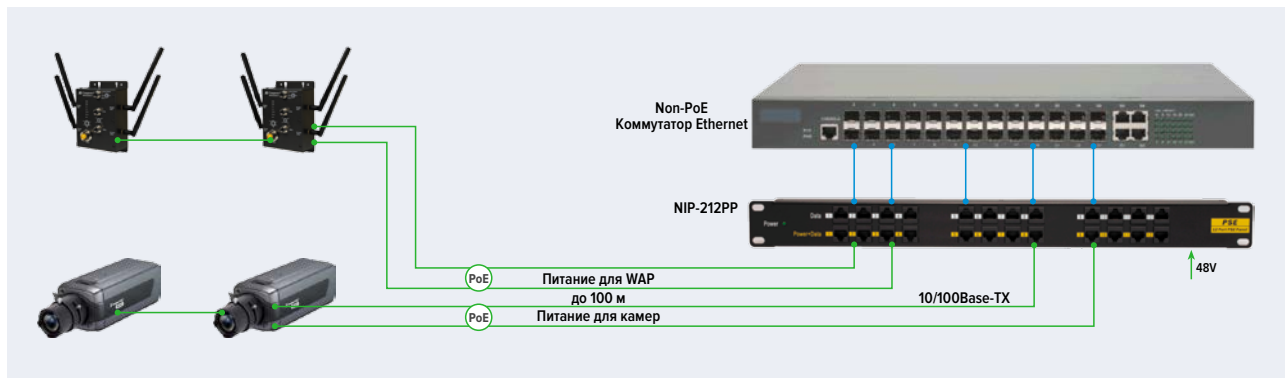 Non-PoE
Коммутатор Ethernet
NIP-212PP
Data
Power
Power+Data
PSE
48V
PoE
Питание для WAP
до 100 м
10/100Base-TX
PoE
Питание для камер